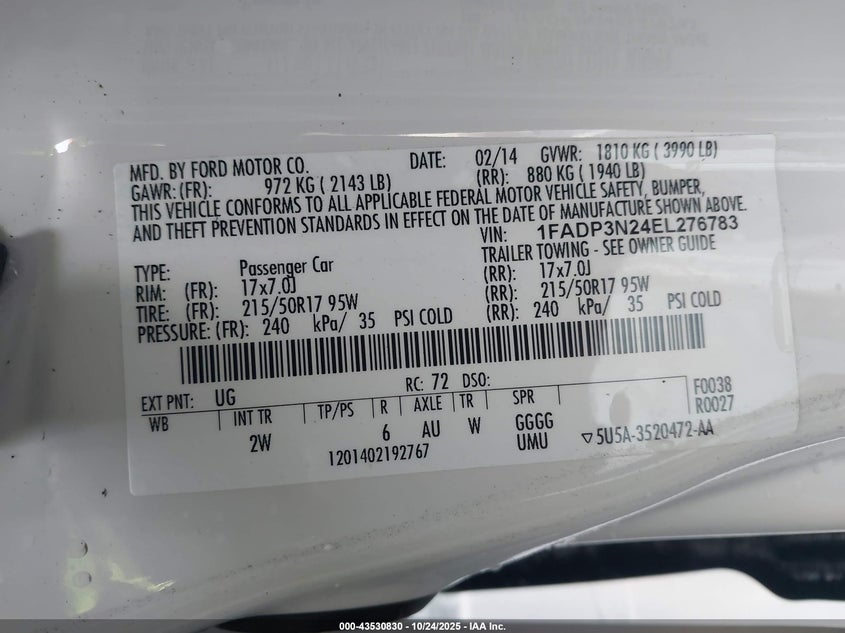 MFD. BY FORD MOTOR CO. DATE: 02/14 GVWR: 1810 KG ( 3990 LB)
GAWR: (FR): 972 KG ( 2143 LB) (RR): 880 KG ( 1940 LB)
THIS VEHICLE CONFORMS TO ALL APPLICABLE FEDERAL MOTOR VEHICLE SAFETY, BUMPER,
AND THEFT PREVENTION STANDARDS IN EFFECT ON THE DATE OF MANUFACTURE SHOWN ABOVE.
VIN: 1FADP3N24EL276783
TYPE: Passenger Car TRAILER TOWING - SEE OWNER GUIDE
RIM: (FR): 17x7.0J (RR): 17x7.0J
TIRE: (FR): 215/50R17 95W (RR): 215/50R17 95W
PRESSURE: (FR): 240 kPa/ 35 PSI COLD (RR): 240 kPa/ 35 PSI COLD
EXT PNT: UG RC: 72 DSO: F0038
WB INT TR TP/PS R AXLE TR SPR R0027
2W 6 AU W GGGG
UMU ▽5U5A-3520472-AA
1201402192767
000-43530830 - 10/24/2025 - IAA Inc.